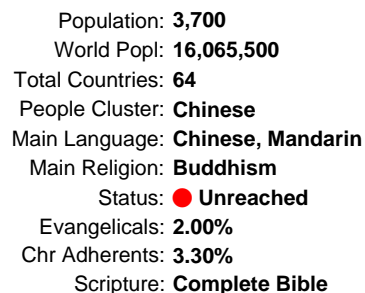 Population: 3,700
World Popl: 16,065,500
Total Countries: 64
People Cluster: Chinese
Main Language: Chinese, Mandarin
Main Religion: Buddhism
Status: Unreached
Evangelicals: 2.00%
Chr Adherents: 3.30%
Scripture: Complete Bible